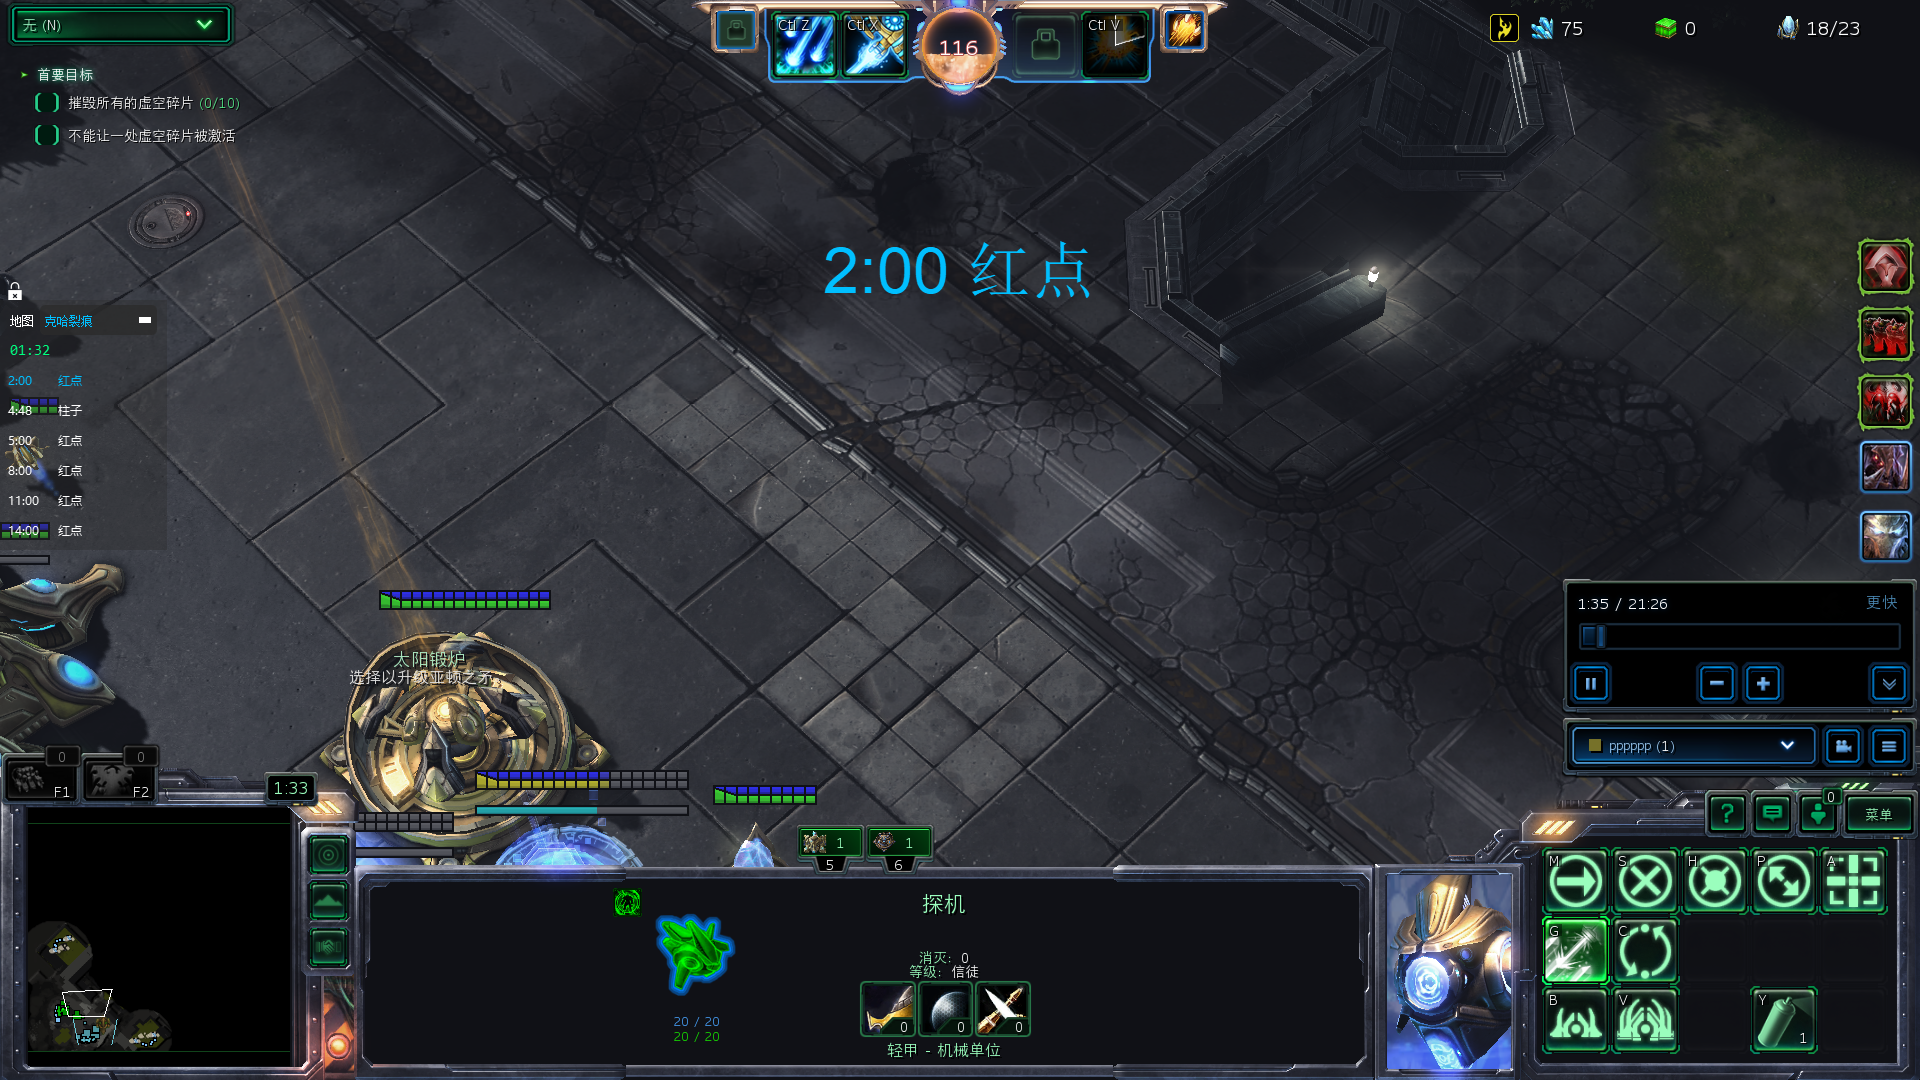 无 (N)
首要目标
摧毁所有的虚空碎片 (0/10)
不能让一处虚空碎片被激活
Ctl Z
Ctl X
116
Ctl V
75
0
18/23
2:00 红点
地图 克哈裂痕
01:32
2:00 红点
4:48 柱子
5:00 红点
8:00 红点
11:00 红点
14:00 红点
太阳锻炉
选择以升级亚顿之矛
1:35 / 21:26
更快
pppppp (1)
0
F1
0
F2
1:33
1
5
1
6
探机
消灭: 0
等级: 信徒
0
0
0
轻甲 - 机械单位
20 / 20
20 / 20
?
0
菜单
M
S
H
P
A
G
C
B
V
Y
1